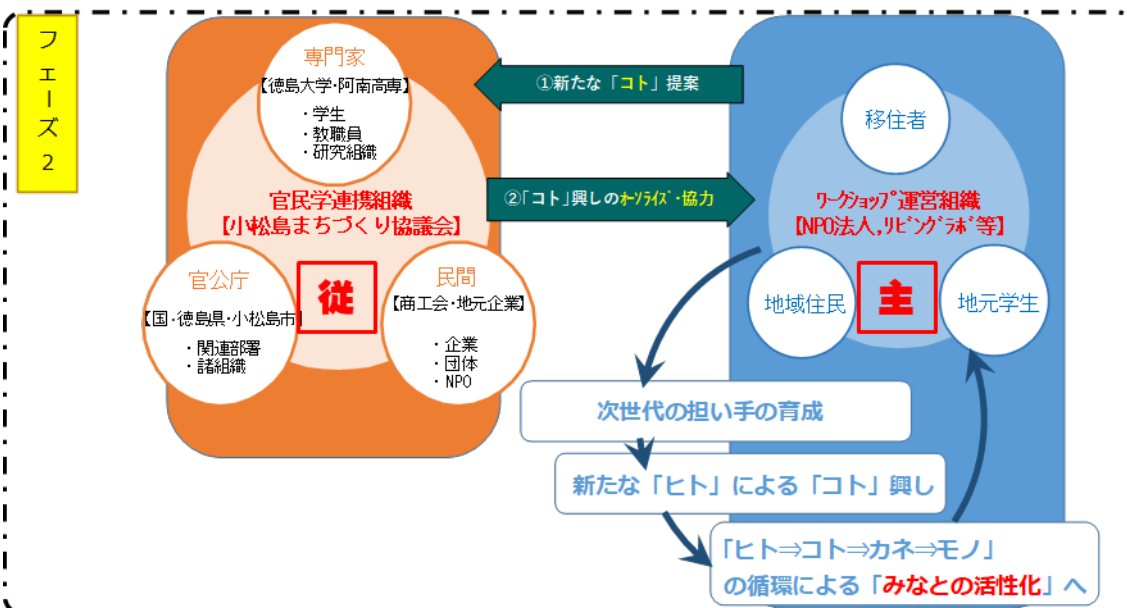 フェーズ2
専門家
【徳島大学・阿南高専】
・学生
・教職員
・研究組織
官民学連携組織
【小松島まちづくり協議会】
官公庁
【国・徳島県・小松島市】
・関連部署
・諸組織
従
民間
【商工会・地元企業】
・企業
・団体
・NPO
①新たな「コト」提案
②「コト」興しのオーソライズ・協力
移住者
ワークショップ運営組織
【NPO法人,リビングラボ等】
地域住民
主
地元学生
次世代の担い手の育成
新たな「ヒト」による「コト」興し
「ヒト⇒コト⇒カネ⇒モノ」
の循環による「みなとの活性化」へ